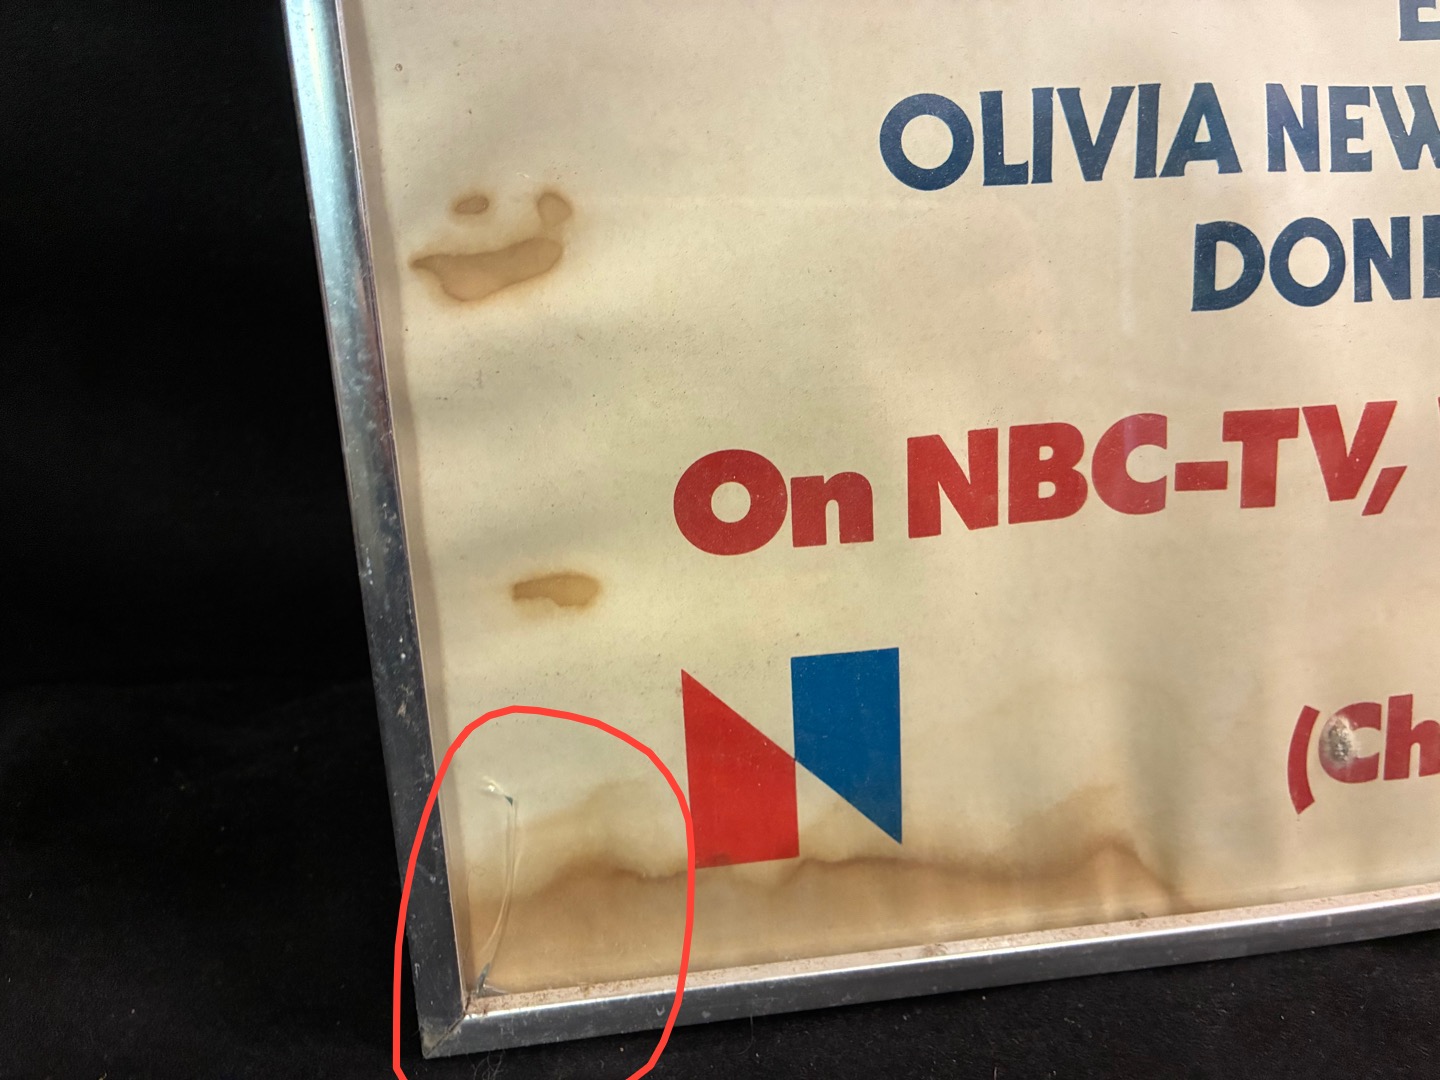 OLIVIA NEW
DON
On NBC-TV,
(Ch